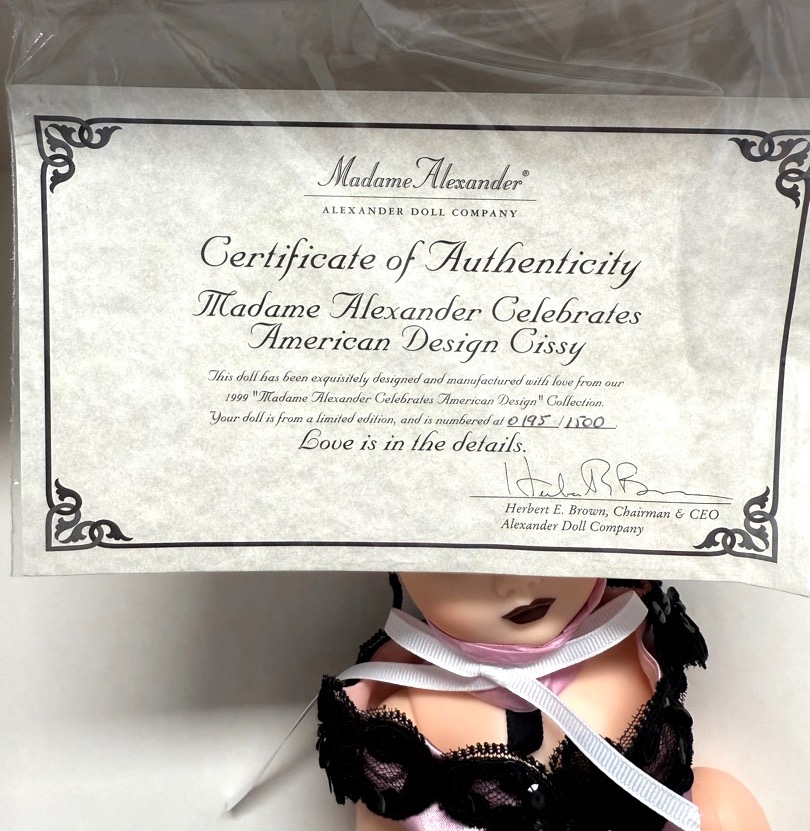 Madame Alexander®
ALEXANDER DOLL COMPANY
Certificate of Authenticity
Madame Alexander Celebrates
American Design Cissy
This doll has been exquisitely designed and manufactured with love from our
1999 "Madame Alexander Celebrates American Design" Collection.
Your doll is from a limited edition, and is numbered at 0195 / 1500.
Love is in the details.
Herbert E. Brown, Chairman & CEO
Alexander Doll Company